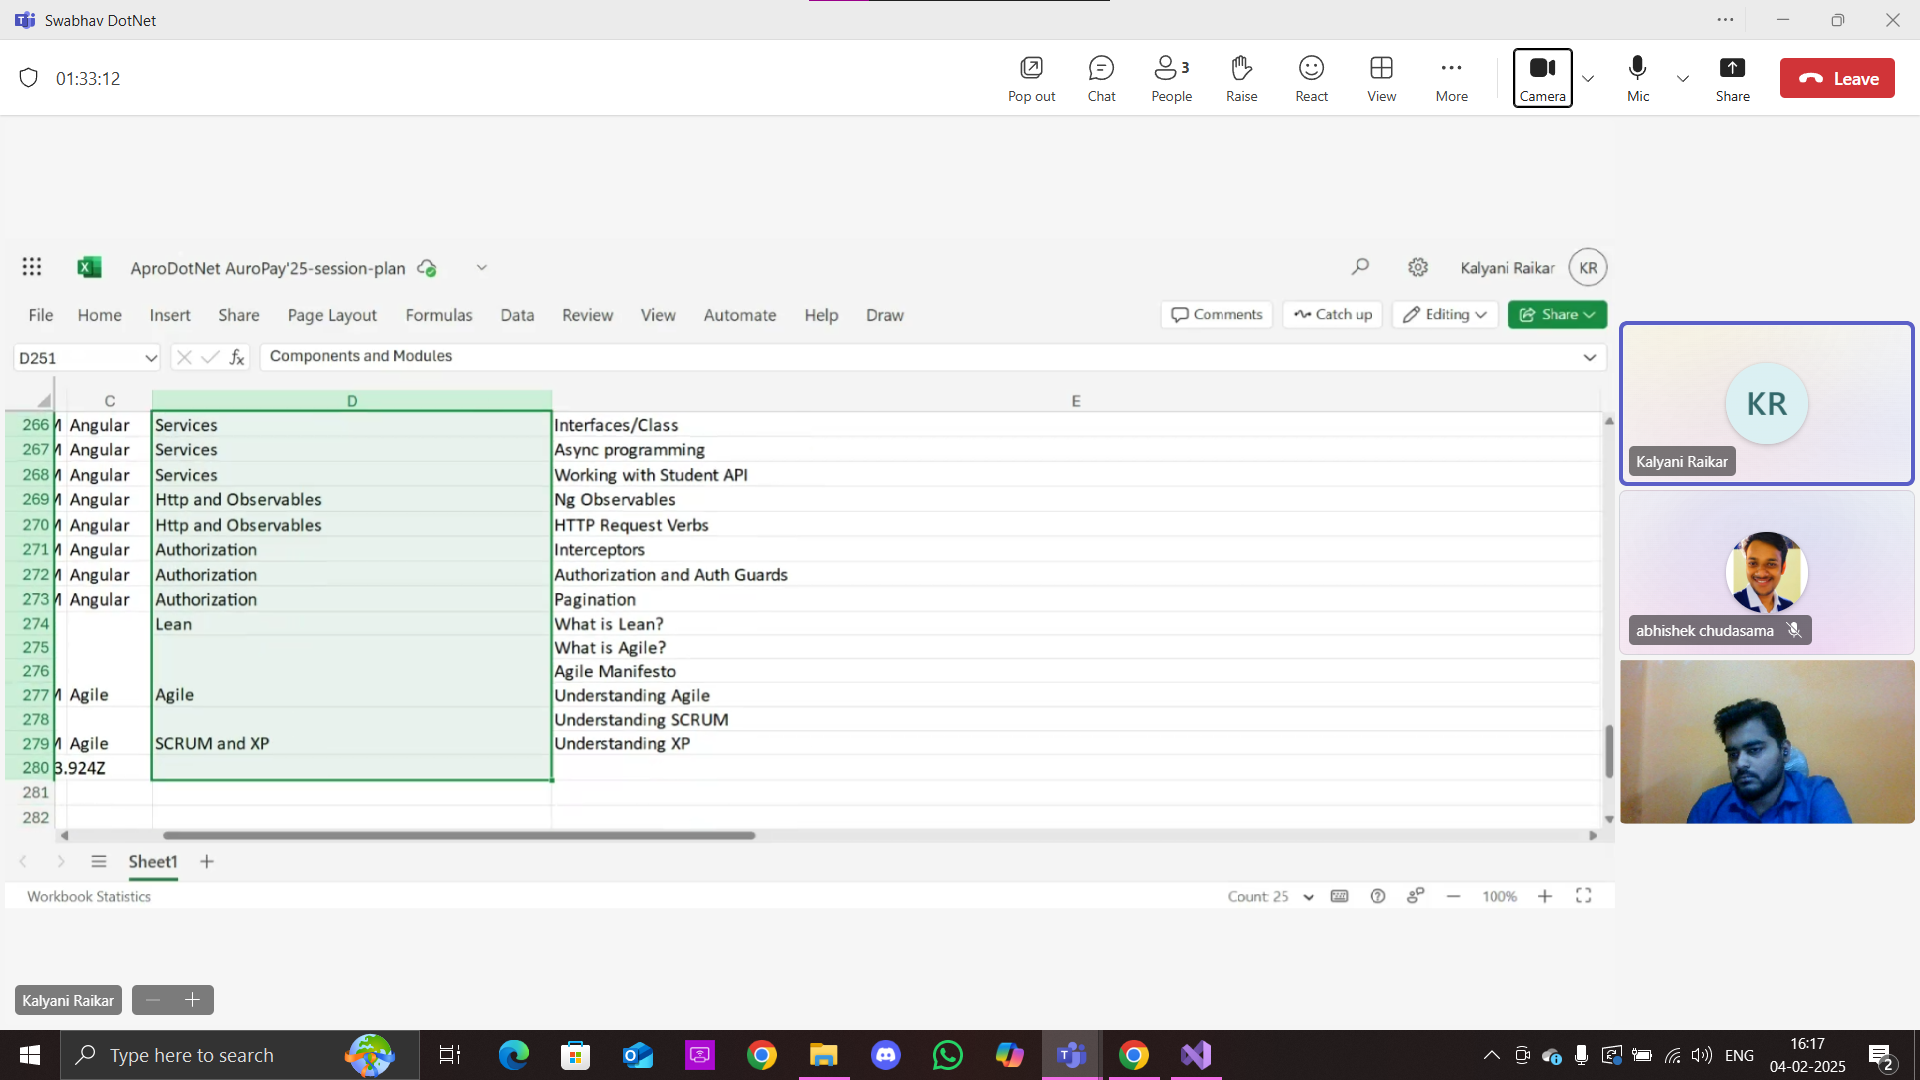 Swabhav DotNet
01:33:12
Pop out
Chat
People 3
Raise
React
View
More
Camera
Mic
Share
Leave
AproDotNet AuroPay'25-session-plan
Kalyani Raikar
KR
File Home Insert Share Page Layout Formulas Data Review View Automate Help Draw
Comments Catch up Editing Share
D251
fx
Components and Modules
C D E
266 M Angular Services Interfaces/Class
267 M Angular Services Async programming
268 M Angular Services Working with Student API
269 M Angular Http and Observables Ng Observables
270 M Angular Http and Observables HTTP Request Verbs
271 M Angular Authorization Interceptors
272 M Angular Authorization Authorization and Auth Guards
273 M Angular Authorization Pagination
274 Lean What is Lean?
275 What is Agile?
276 Agile Manifesto
277 M Agile Agile Understanding Agile
278 Understanding SCRUM
279 M Agile SCRUM and XP Understanding XP
280 3.924Z
281
282
Sheet1
Workbook Statistics
Count: 25
100%
KR
Kalyani Raikar
abhishek chudasama
Kalyani Raikar
Type here to search
ENG
16:17
04-02-2025
2